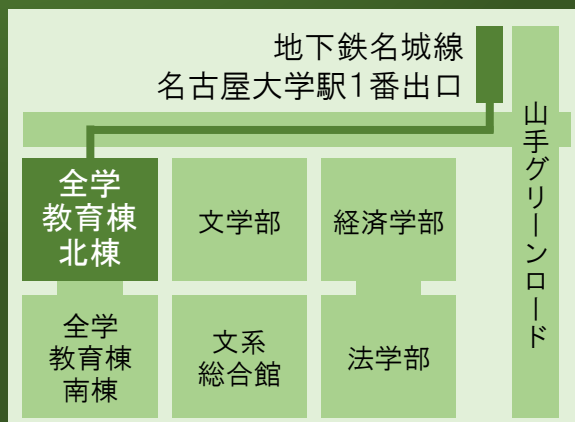 地下鉄名城線
名古屋大学駅1番出口
山手グリーンロード
全学
教育棟
北棟
文学部
経済学部
全学
教育棟
南棟
文系
総合館
法学部